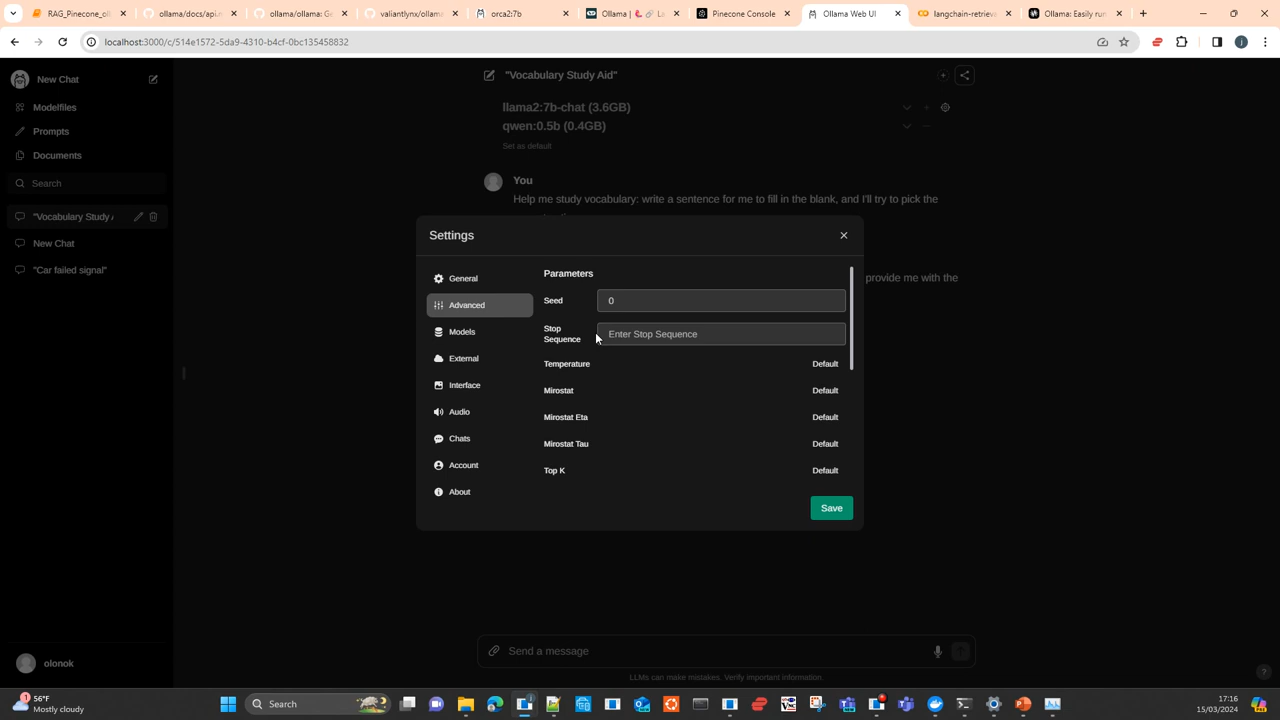 RAG_Pinecone_oll
ollama/docs/api.m
ollama/ollama: Ge
valiantlynx/ollama
orca2:7b
Ollama | 🦜🔗 La
Pinecone Console
Ollama Web UI
langchain-retrieva
Ollama: Easily run
localhost:3000/c/514e1572-5da9-4310-b4cf-0bc135458832
New Chat
"Vocabulary Study Aid"
Modelfiles
llama2:7b-chat (3.6GB)
Prompts
qwen:0.5b (0.4GB)
Set as default
Documents
Search
You
Help me study vocabulary: write a sentence for me to fill in the blank, and I'll try to pick the
"Vocabulary Study A
New Chat
"Car failed signal"
provide me with the
Settings
General
Advanced
Models
External
Interface
Audio
Chats
Account
About
Parameters
Seed 0
Stop Sequence Enter Stop Sequence
Temperature Default
Mirostat Default
Mirostat Eta Default
Mirostat Tau Default
Top K Default
Save
Send a message
LLMs can make mistakes. Verify important information.
olonok
?
1
56°F
Mostly cloudy
Search
17:16
15/03/2024